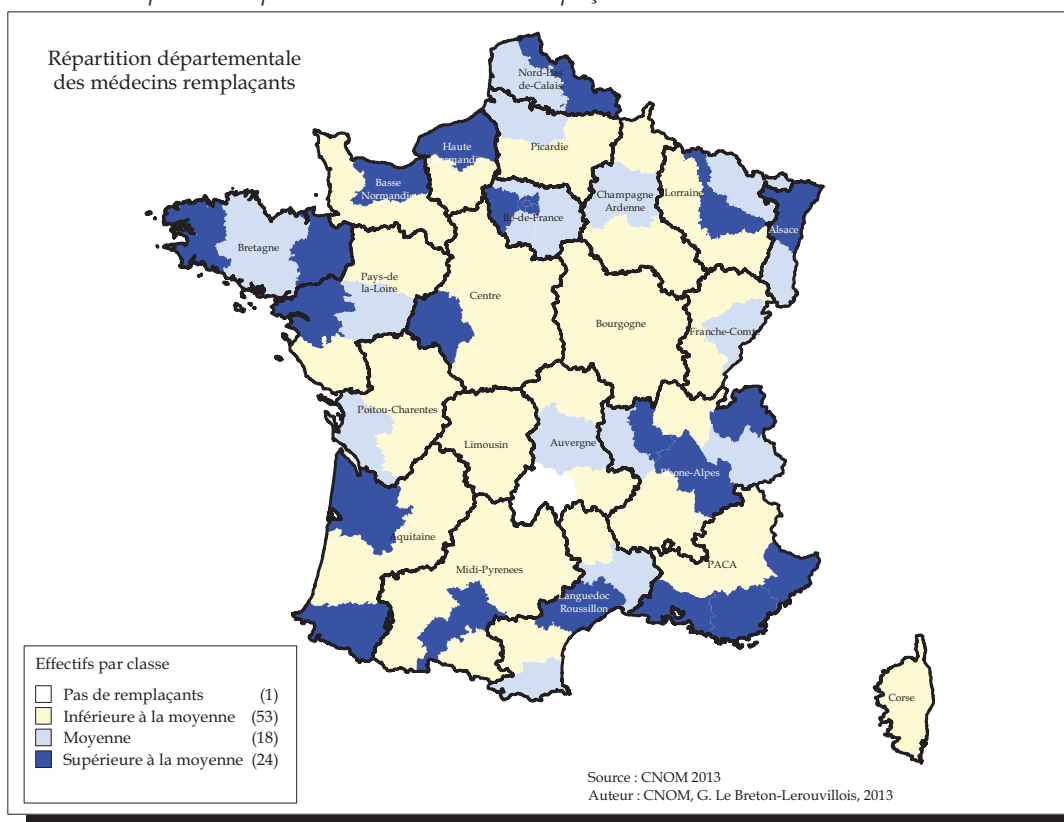 Répartition départementale
des médecins remplaçants
Nord-Pas
de-Calais
Haute
Normandie
Picardie
Basse
Normandie
Ile-de-France
Champagne
Ardenne
Lorraine
Alsace
Bretagne
Pays-de
la-Loire
Centre
Bourgogne
Franche-Comté
Poitou-Charentes
Limousin
Auvergne
Rhone-Alpes
Aquitaine
Midi-Pyrenees
PACA
Languedoc
Roussillon
Corse
Effectifs par classe
Pas de remplaçants (1)
Inférieure à la moyenne (53)
Moyenne (18)
Supérieure à la moyenne (24)
Source : CNOM 2013
Auteur : CNOM, G. Le Breton-Lerouvillois, 2013